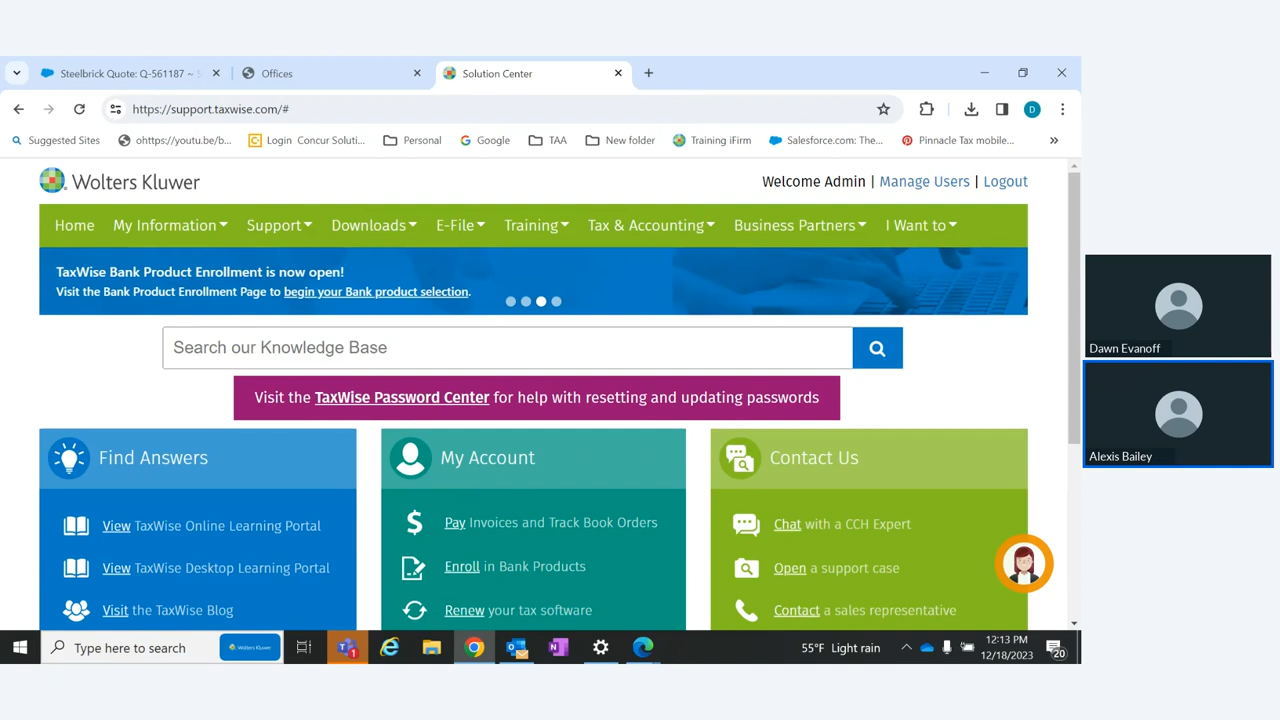 Steelbrick Quote: Q-561187 ~
Offices
Solution Center
https://support.taxwise.com/#
D
Suggested Sites
ohttps://youtu.be/b...
Login Concur Soluti...
Personal
Google
TAA
New folder
Training iFirm
Salesforce.com: The...
Pinnacle Tax mobile...
Wolters Kluwer
Welcome Admin | Manage Users | Logout
Home My Information Support Downloads E-File Training Tax & Accounting Business Partners I Want to
TaxWise Bank Product Enrollment is now open!
Visit the Bank Product Enrollment Page to begin your Bank product selection.
Search our Knowledge Base
Visit the TaxWise Password Center for help with resetting and updating passwords
Find Answers
View TaxWise Online Learning Portal
View TaxWise Desktop Learning Portal
Visit the TaxWise Blog
My Account
Pay Invoices and Track Book Orders
Enroll in Bank Products
Renew your tax software
Contact Us
Chat with a CCH Expert
Open a support case
Contact a sales representative
Dawn Evanoff
Alexis Bailey
Type here to search
Wolters Kluwer
1
55°F Light rain
12:13 PM
12/18/2023
20